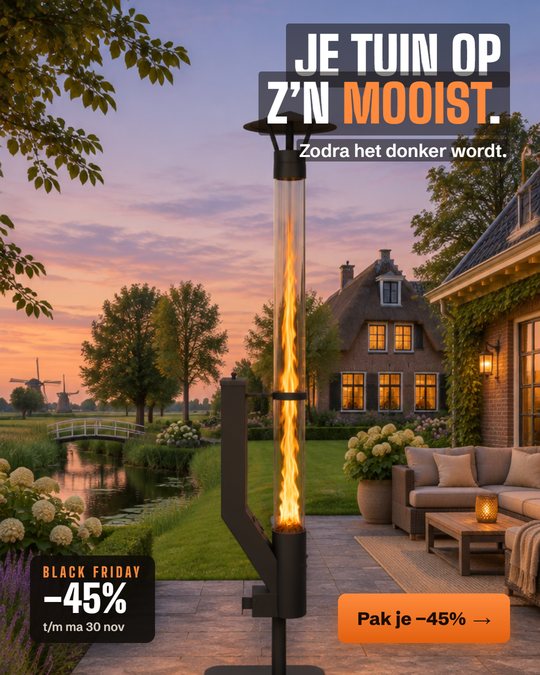 JE TUIN OP
Z'N MOOIST.
Zodra het donker wordt.
BLACK FRIDAY
−45%
t/m ma 30 nov
Pak je −45% →